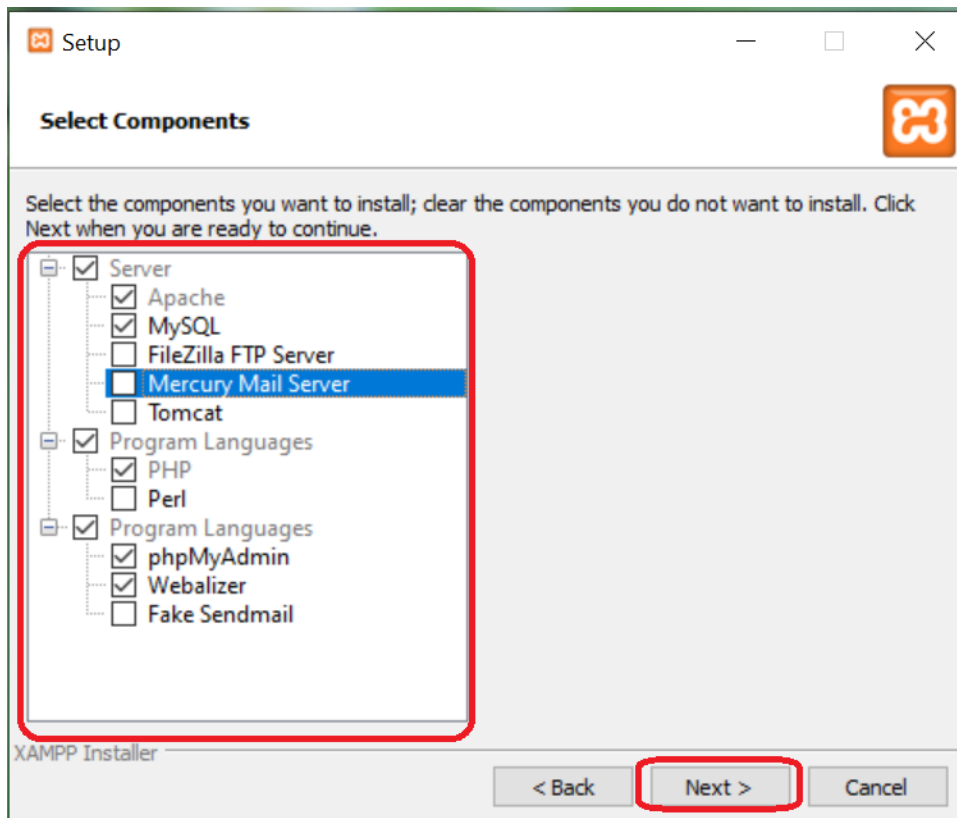 Setup
Select Components
Select the components you want to install; clear the components you do not want to install. Click
Next when you are ready to continue.
Server
Apache
MySQL
FileZilla FTP Server
Mercury Mail Server
Tomcat
Program Languages
PHP
Perl
Program Languages
phpMyAdmin
Webalizer
Fake Sendmail
XAMPP Installer
< Back
Next >
Cancel